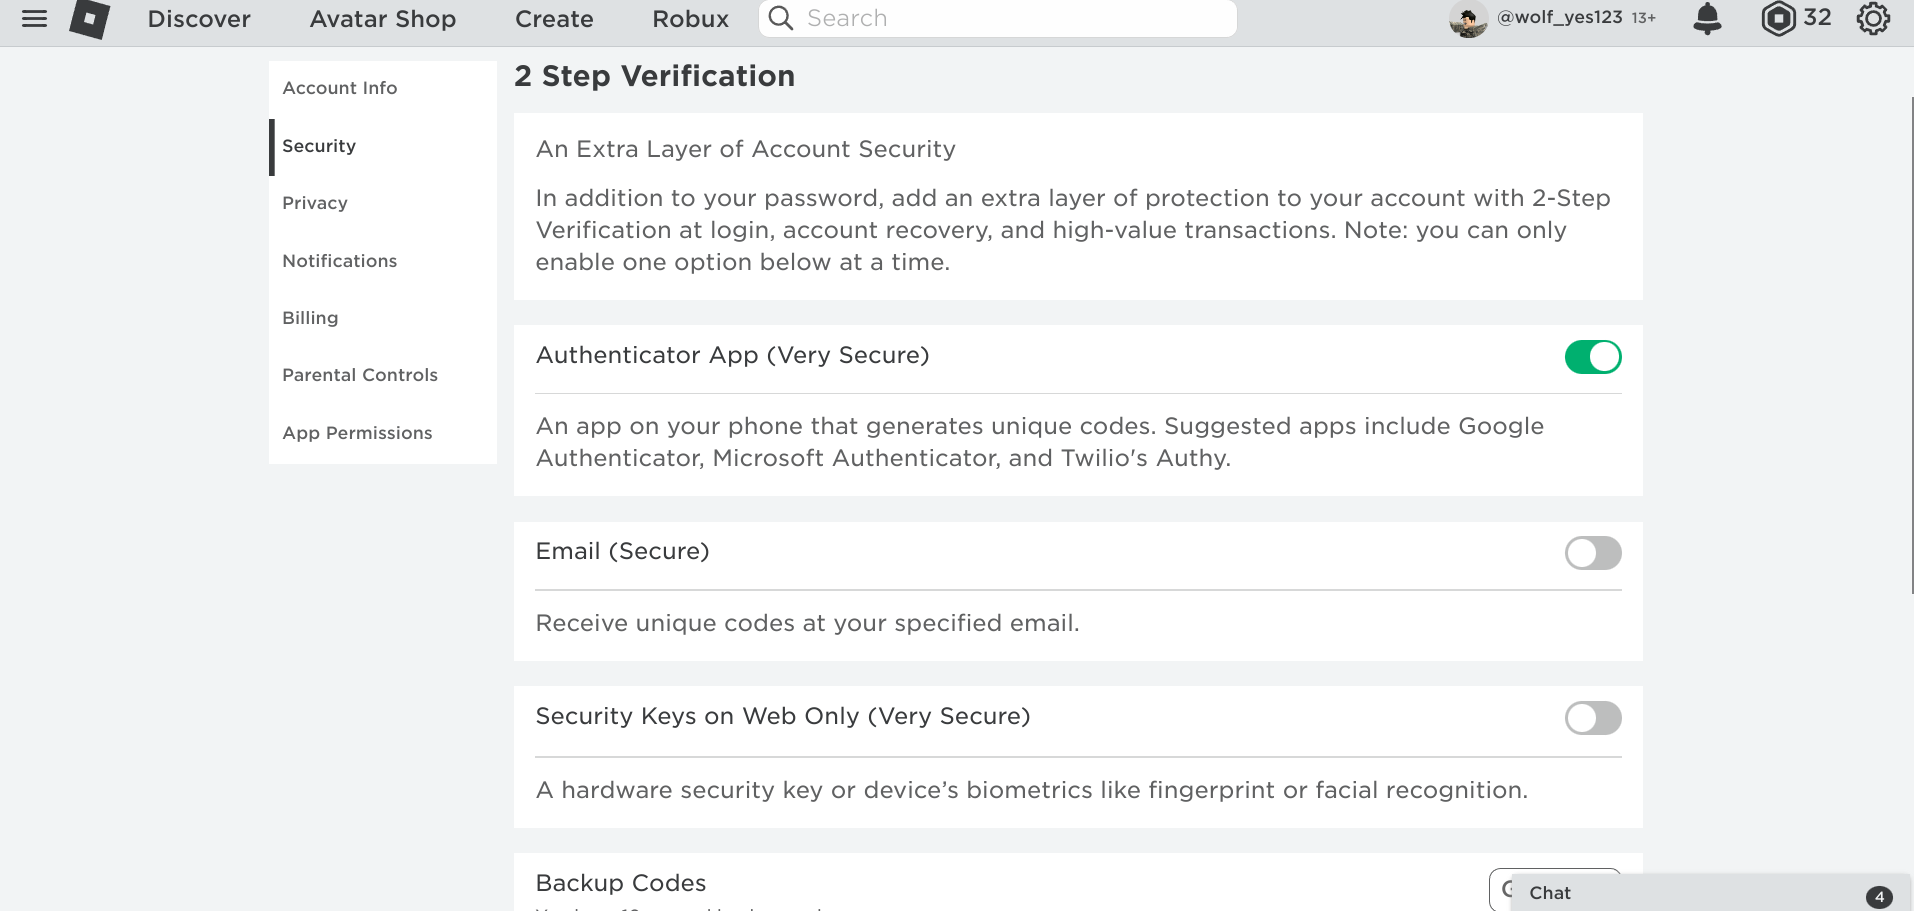 Discover
Avatar Shop
Create
Robux
Search
@wolf_yes123 13+
32
Account Info
Security
Privacy
Notifications
Billing
Parental Controls
App Permissions
2 Step Verification
An Extra Layer of Account Security
In addition to your password, add an extra layer of protection to your account with 2-Step
Verification at login, account recovery, and high-value transactions. Note: you can only
enable one option below at a time.
Authenticator App (Very Secure)
An app on your phone that generates unique codes. Suggested apps include Google
Authenticator, Microsoft Authenticator, and Twilio's Authy.
Email (Secure)
Receive unique codes at your specified email.
Security Keys on Web Only (Very Secure)
A hardware security key or device’s biometrics like fingerprint or facial recognition.
Backup Codes
Chat
4